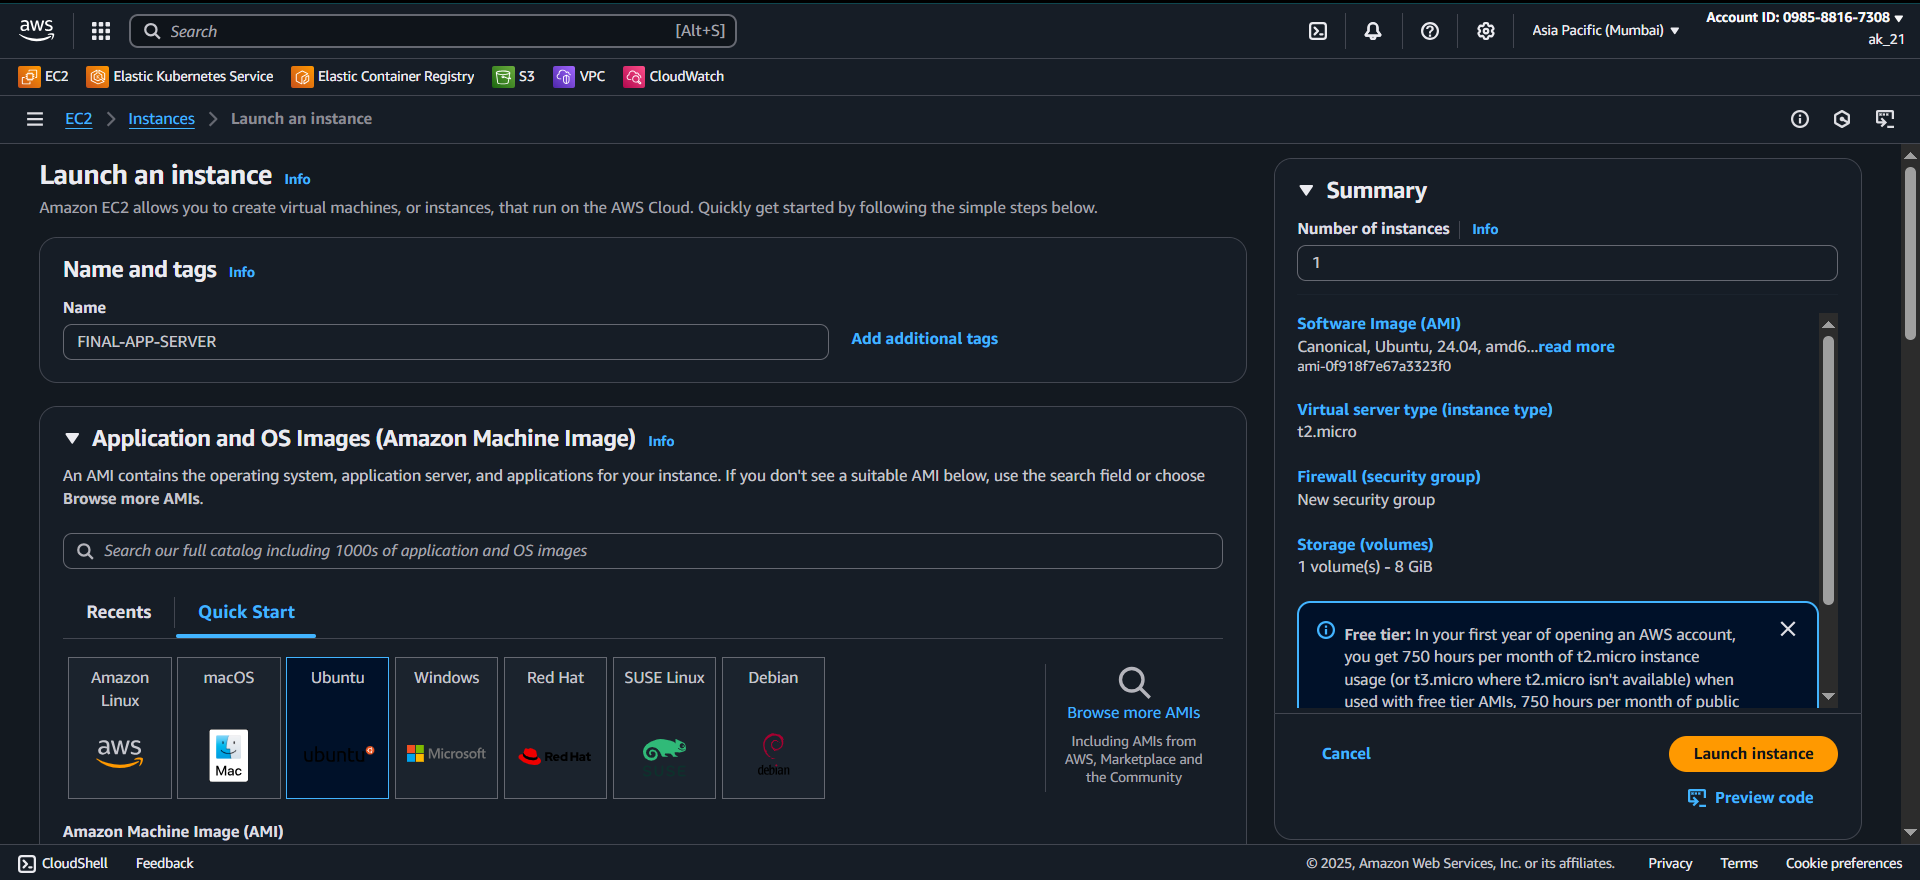 aws
Search
[Alt+S]
Asia Pacific (Mumbai)
Account ID: 0985-8816-7308
ak_21
EC2
Elastic Kubernetes Service
Elastic Container Registry
S3
VPC
CloudWatch
EC2
Instances
Launch an instance
Launch an instance
Info
Amazon EC2 allows you to create virtual machines, or instances, that run on the AWS Cloud. Quickly get started by following the simple steps below.
Name and tags
Info
Name
FINAL-APP-SERVER
Add additional tags
Application and OS Images (Amazon Machine Image)
Info
An AMI contains the operating system, application server, and applications for your instance. If you don't see a suitable AMI below, use the search field or choose
Browse more AMIs.
Search our full catalog including 1000s of application and OS images
Recents
Quick Start
Amazon
Linux
aws
macOS
Mac
Ubuntu
ubuntu
Windows
Microsoft
Red Hat
Red Hat
SUSE Linux
SUSE
Debian
debian
Browse more AMIs
Including AMIs from
AWS, Marketplace and
the Community
Amazon Machine Image (AMI)
Summary
Number of instances
Info
1
Software Image (AMI)
Canonical, Ubuntu, 24.04, amd6...read more
ami-0f918f7e67a3323f0
Virtual server type (instance type)
t2.micro
Firewall (security group)
New security group
Storage (volumes)
1 volume(s) - 8 GiB
Free tier: In your first year of opening an AWS account,
you get 750 hours per month of t2.micro instance
usage (or t3.micro where t2.micro isn't available) when
used with free tier AMIs, 750 hours per month of public
Cancel
Launch instance
Preview code
CloudShell
Feedback
© 2025, Amazon Web Services, Inc. or its affiliates.
Privacy
Terms
Cookie preferences